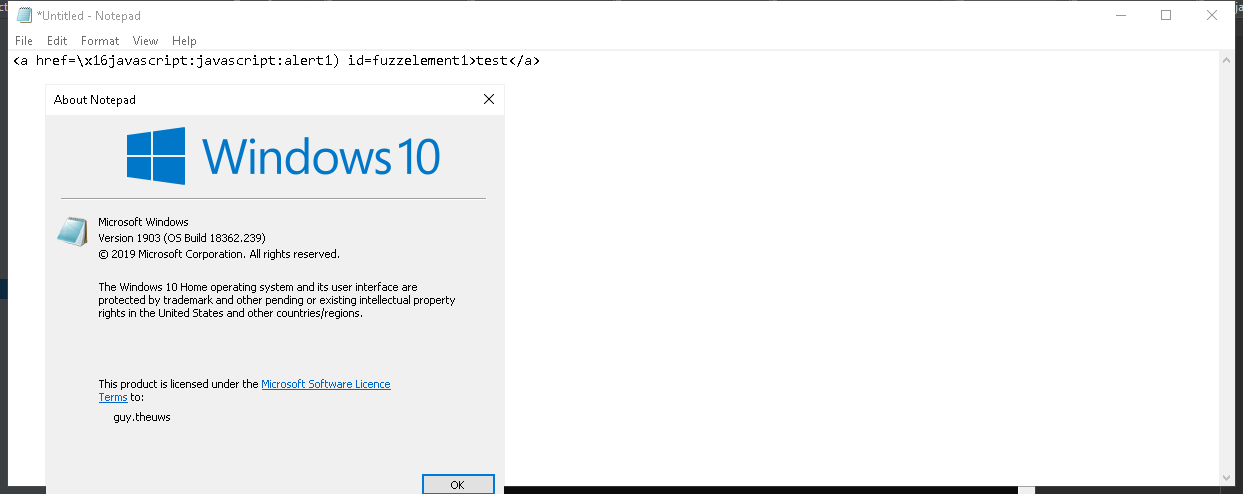 *Untitled - Notepad
File Edit Format View Help
<a href=\x16javascript:javascript:alert1) id=fuzzelement1>test</a>
About Notepad
Windows 10
Microsoft Windows
Version 1903 (OS Build 18362.239)
© 2019 Microsoft Corporation. All rights reserved.
The Windows 10 Home operating system and its user interface are
protected by trademark and other pending or existing intellectual property
rights in the United States and other countries/regions.
This product is licensed under the Microsoft Software Licence
Terms to:
guy.theuws
OK